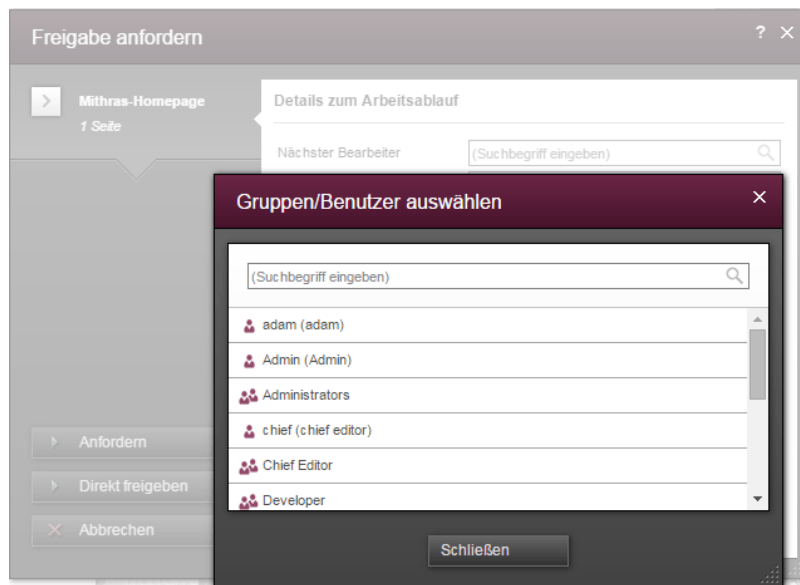 Freigabe anfordern
?
Mithras-Homepage
1 Seite
Details zum Arbeitsablauf
Nächster Bearbeiter
(Suchbegriff eingeben)
Gruppen/Benutzer auswählen
(Suchbegriff eingeben)
adam (adam)
Admin (Admin)
Administrators
chief (chief editor)
Chief Editor
Developer
Anfordern
Direkt freigeben
Abbrechen
Schließen